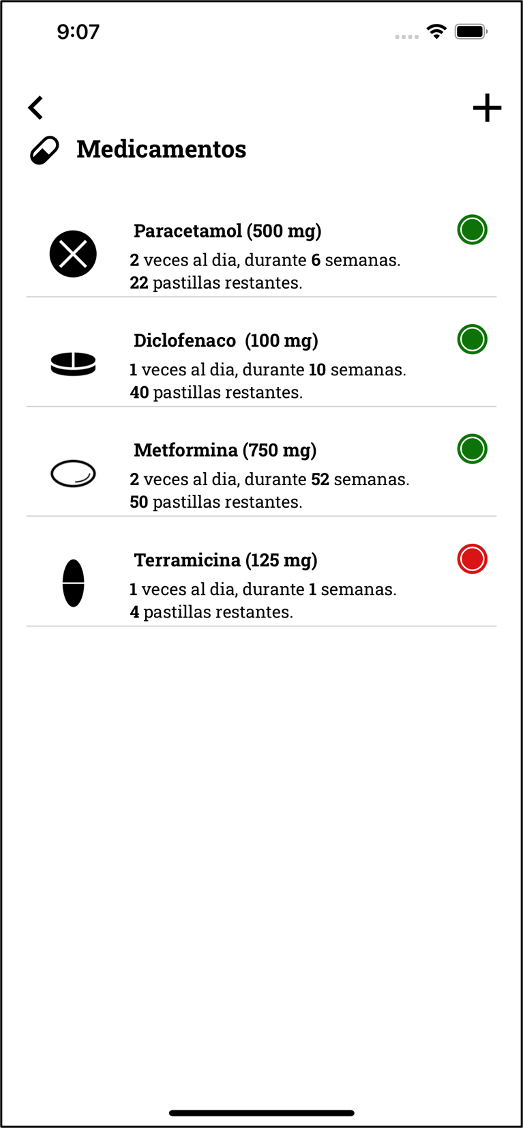 9:07
Medicamentos
Paracetamol (500 mg)
2 veces al dia, durante 6 semanas.
22 pastillas restantes.
Diclofenaco  (100 mg)
1 veces al dia, durante 10 semanas.
40 pastillas restantes.
Metformina (750 mg)
2 veces al dia, durante 52 semanas.
50 pastillas restantes.
Terramicina (125 mg)
1 veces al dia, durante 1 semanas.
4 pastillas restantes.